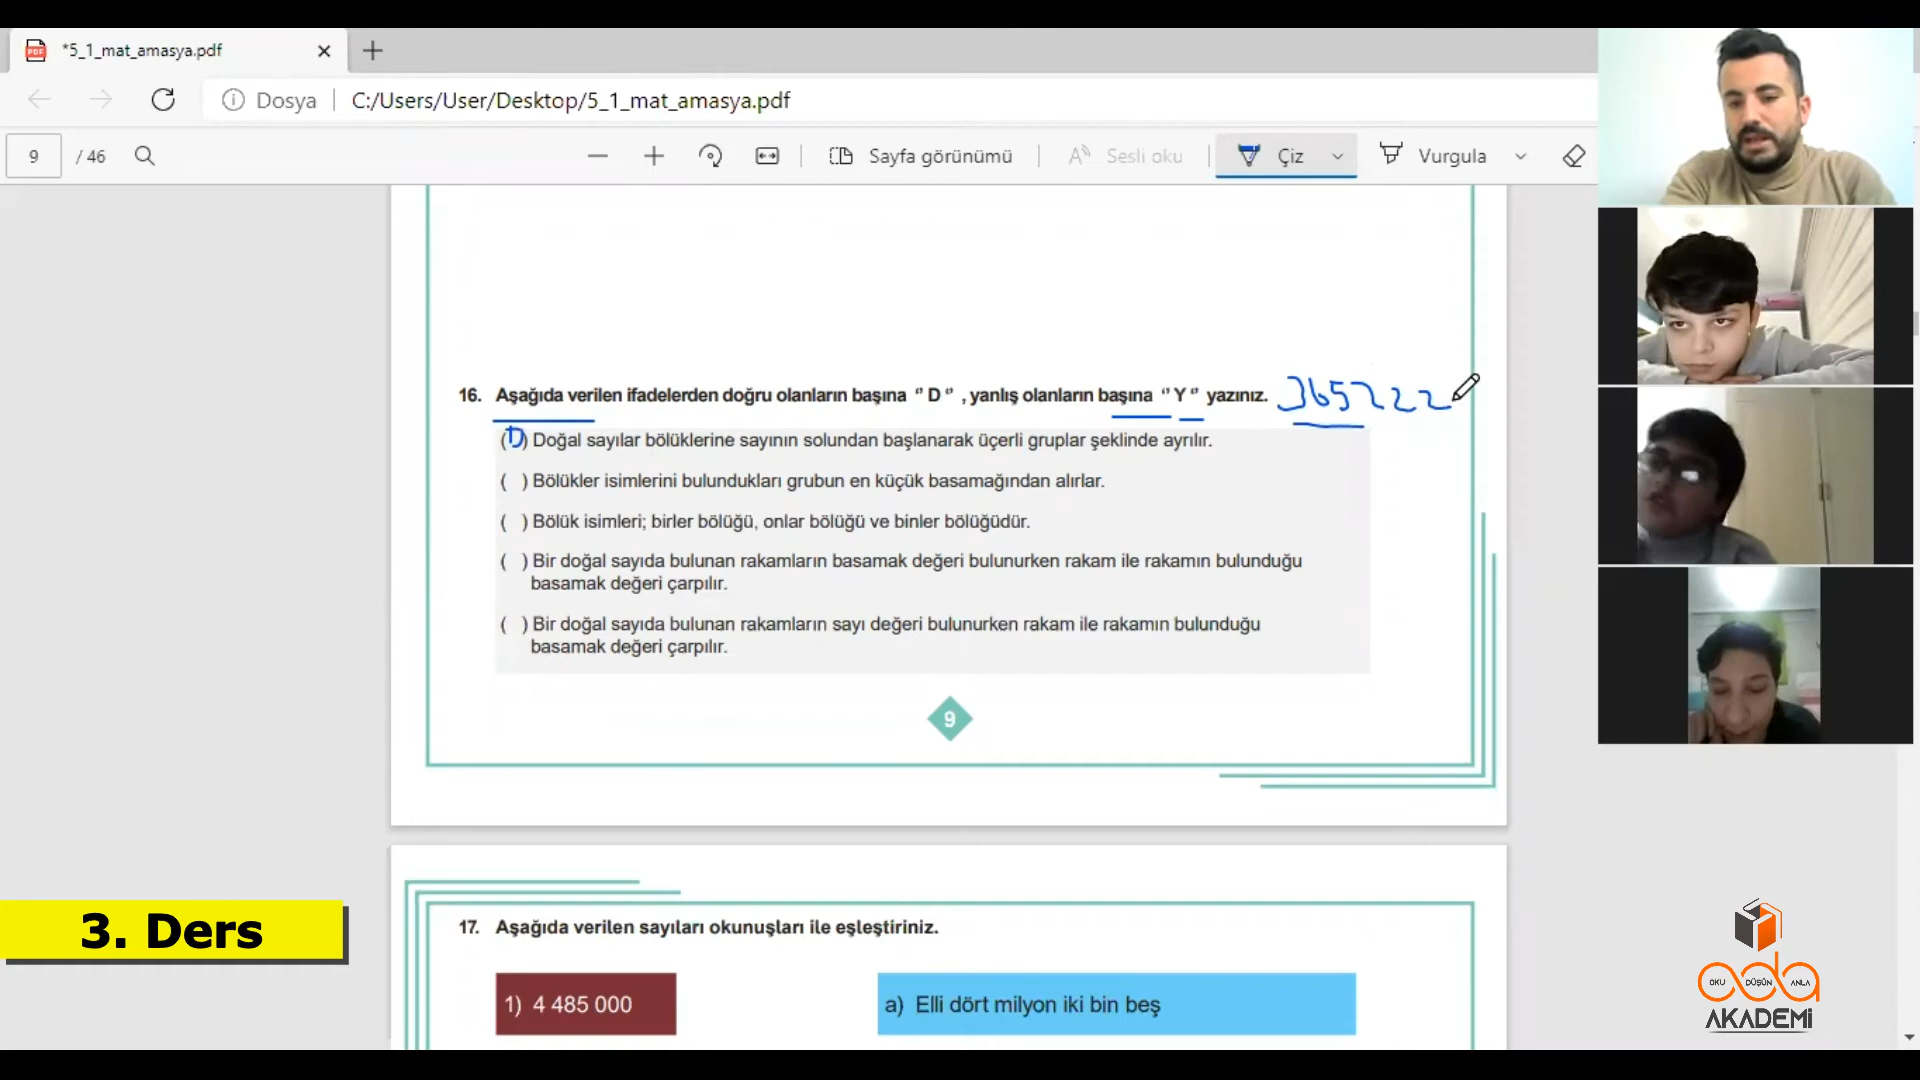 *5_1_mat_amasya.pdf
Dosya C:/Users/User/Desktop/5_1_mat_amasya.pdf
9 / 46 Sayfa görünümü Sesli oku Çiz Vurgula
16. Aşağıda verilen ifadelerden doğru olanların başına " D " , yanlış olanların başına " Y " yazınız. 365222
(D) Doğal sayılar bölüklerine sayının solundan başlanarak üçerli gruplar şeklinde ayrılır.
( ) Bölükler isimlerini bulundukları grubun en küçük basamağından alırlar.
( ) Bölük isimleri; birler bölüğü, onlar bölüğü ve binler bölüğüdür.
( ) Bir doğal sayıda bulunan rakamların basamak değeri bulunurken rakam ile rakamın bulunduğu
basamak değeri çarpılır.
( ) Bir doğal sayıda bulunan rakamların sayı değeri bulunurken rakam ile rakamın bulunduğu
basamak değeri çarpılır.
9
3. Ders
17. Aşağıda verilen sayıları okunuşları ile eşleştiriniz.
1) 4 485 000
a) Elli dört milyon iki bin beş
OKU DÜŞÜN ANLA
oda
AKADEMİ